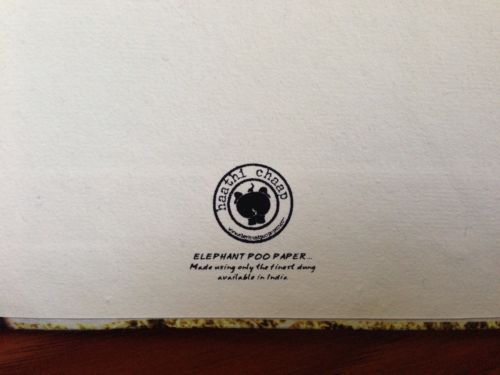 haathi chaap
ELEPHANT POO PAPER...
Made using only the finest dung
available in India